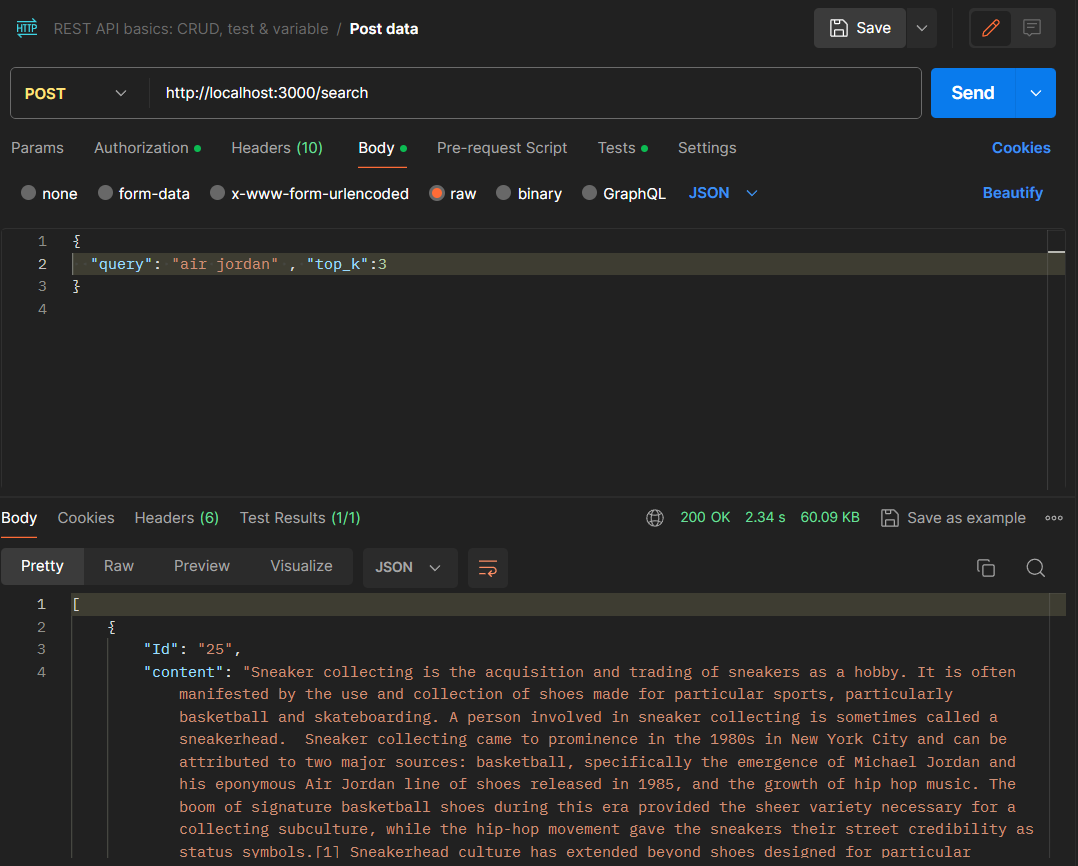 HTTP REST API basics: CRUD, test & variable / Post data Save
POST http://localhost:3000/search Send
Params Authorization Headers (10) Body Pre-request Script Tests Settings Cookies
none form-data x-www-form-urlencoded raw binary GraphQL JSON Beautify
1 {
2 "query": "air jordan" , "top_k":3
3 }
4
Body Cookies Headers (6) Test Results (1/1) 200 OK 2.34 s 60.09 KB Save as example
Pretty Raw Preview Visualize JSON
1 [
2 {
3 "Id": "25",
4 "content": "Sneaker collecting is the acquisition and trading of sneakers as a hobby. It is often
manifested by the use and collection of shoes made for particular sports, particularly
basketball and skateboarding. A person involved in sneaker collecting is sometimes called a
sneakerhead.  Sneaker collecting came to prominence in the 1980s in New York City and can be
attributed to two major sources: basketball, specifically the emergence of Michael Jordan and
his eponymous Air Jordan line of shoes released in 1985, and the growth of hip hop music. The
boom of signature basketball shoes during this era provided the sheer variety necessary for a
collecting subculture, while the hip-hop movement gave the sneakers their street credibility as
status symbols.[1] Sneakerhead culture has extended beyond shoes designed for particular